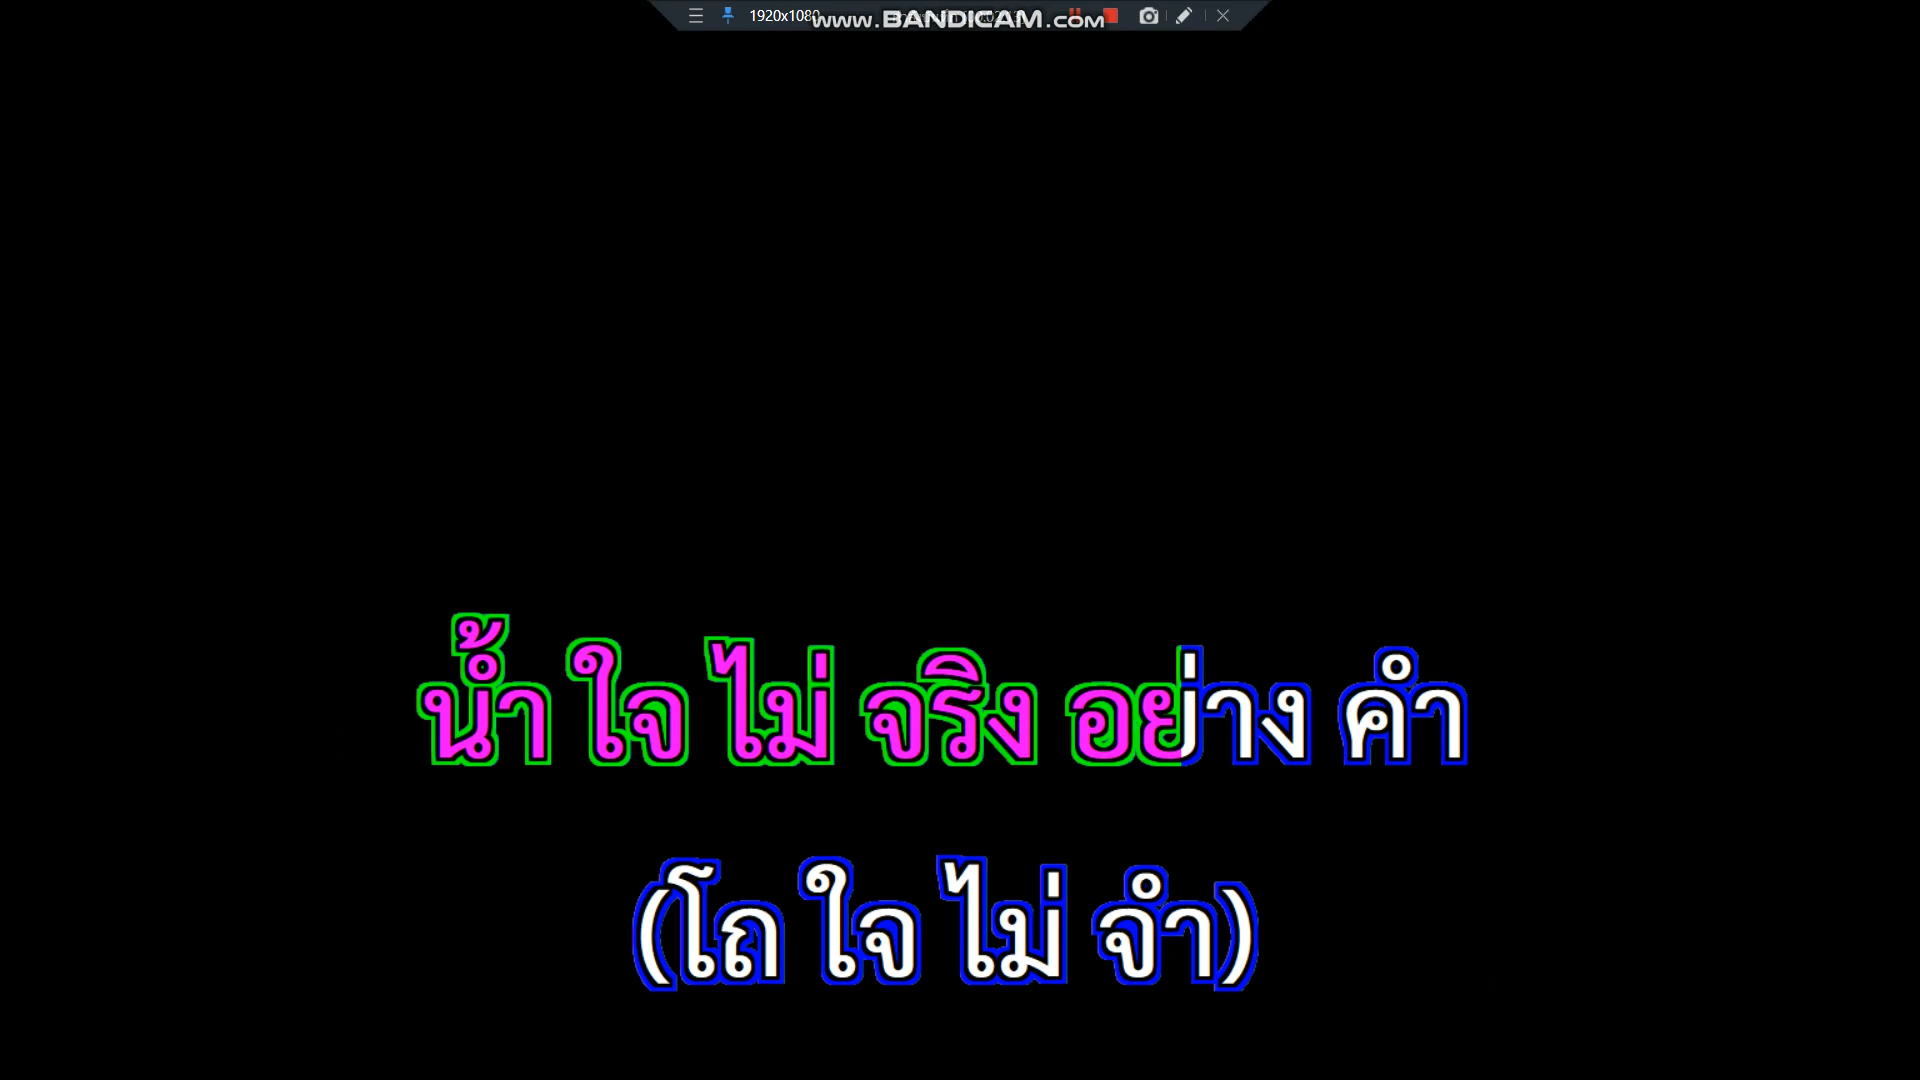 1920x1080
www.BANDICAM.com
น้ำ ใจ ไม่ จริง อย่าง คำ
(โถ ใจ ไม่ จำ)